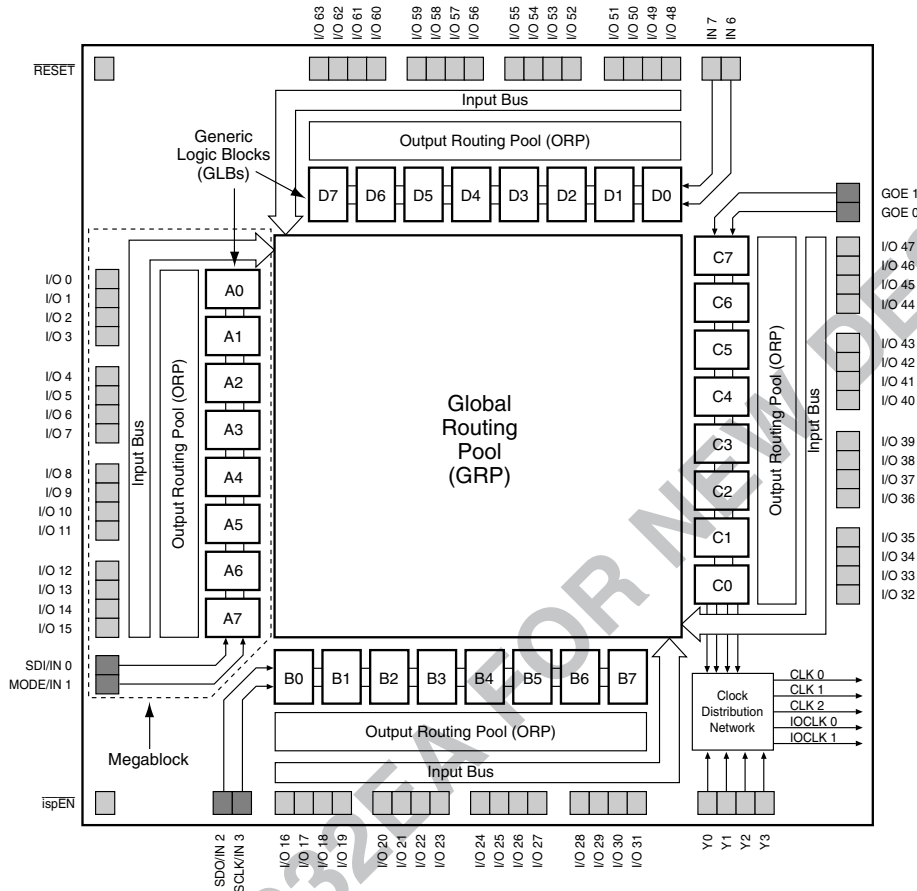 I/O 63
I/O 62
I/O 61
I/O 60
I/O 59
I/O 58
I/O 57
I/O 56
I/O 55
I/O 54
I/O 53
I/O 52
I/O 51
I/O 50
I/O 49
I/O 48
IN 7
IN 6
RESET
Input Bus
Output Routing Pool (ORP)
Generic
Logic Blocks
(GLBs)
D7
D6
D5
D4
D3
D2
D1
D0
GOE 1
GOE 0
I/O 0
I/O 1
I/O 2
I/O 3
I/O 4
I/O 5
I/O 6
I/O 7
I/O 8
I/O 9
I/O 10
I/O 11
I/O 12
I/O 13
I/O 14
I/O 15
Input Bus
Output Routing Pool (ORP)
A0
A1
A2
A3
A4
A5
A6
A7
Global
Routing
Pool
(GRP)
C7
C6
C5
C4
C3
C2
C1
C0
Output Routing Pool (ORP)
Input Bus
I/O 47
I/O 46
I/O 45
I/O 44
I/O 43
I/O 42
I/O 41
I/O 40
I/O 39
I/O 38
I/O 37
I/O 36
I/O 35
I/O 34
I/O 33
I/O 32
SDI/IN 0
MODE/IN 1
Megablock
B0
B1
B2
B3
B4
B5
B6
B7
Output Routing Pool (ORP)
Input Bus
Clock
Distribution
Network
CLK 0
CLK 1
CLK 2
IOCLK 0
IOCLK 1
ispEN
SDO/IN 2
SCLK/IN 3
I/O 16
I/O 17
I/O 18
I/O 19
I/O 20
I/O 21
I/O 22
I/O 23
I/O 24
I/O 25
I/O 26
I/O 27
I/O 28
I/O 29
I/O 30
I/O 31
Y0
Y1
Y2
Y3
032EA FOR NEW DES